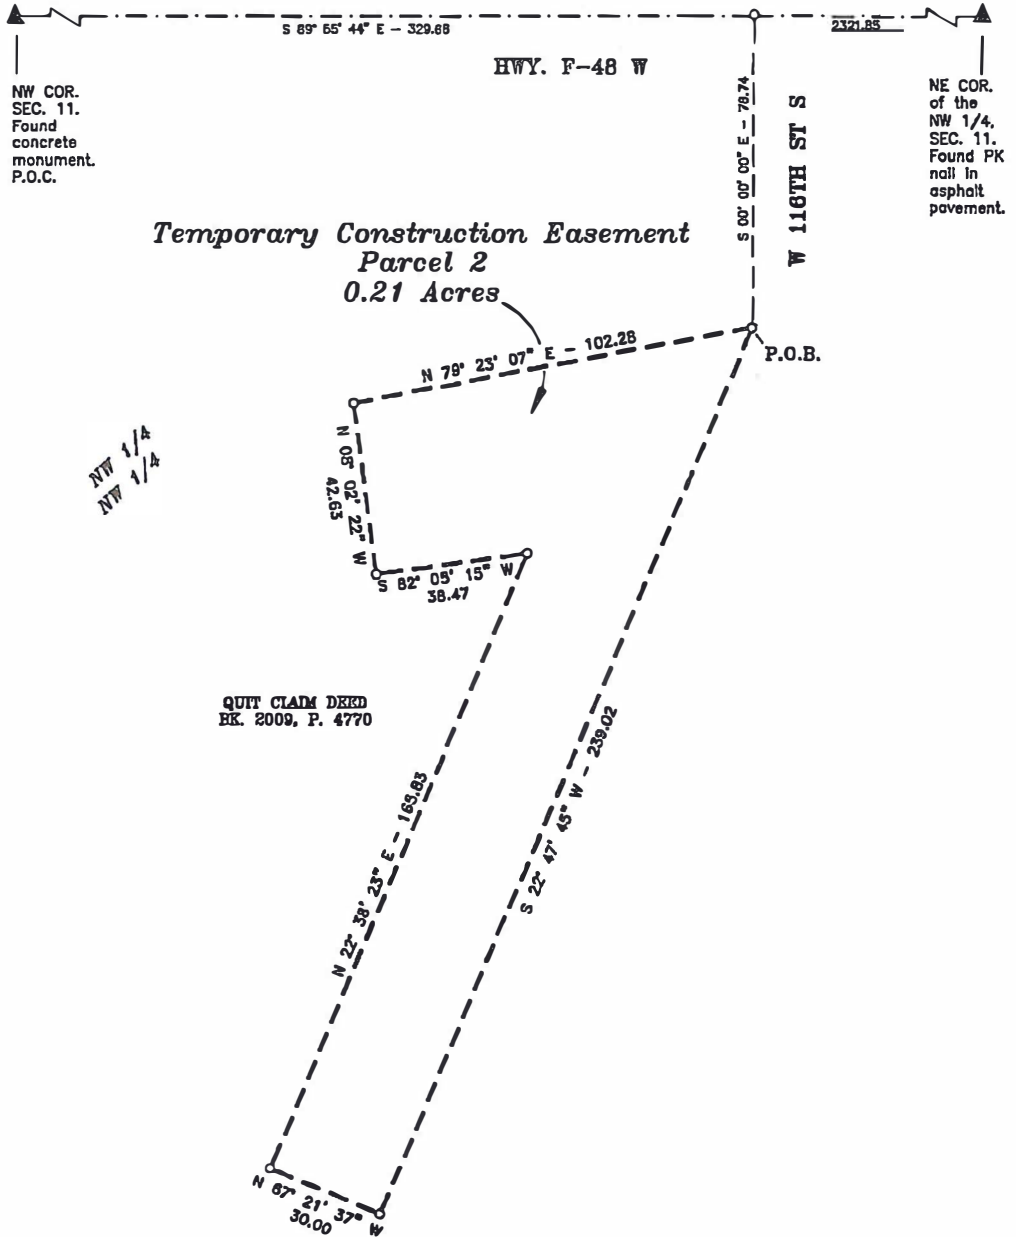 S 89° 55' 44" E - 329.68
2321.85
HWY. F-48 W
NW COR.
SEC. 11.
Found
concrete
monument.
P.O.C.
NE COR.
of the
NW 1/4,
SEC. 11.
Found PK
nail in
asphalt
pavement.
S 00° 00' 00" E - 78.74
W 116TH ST S
Temporary Construction Easement
Parcel 2
0.21 Acres
N 79° 23' 07" E - 102.28
P.O.B.
NW 1/4
NW 1/4
N 08° 02' 22" W
42.63
S 82° 05' 15" W
38.47
QUIT CLAIM DEED
BK. 2009, P. 4770
N 22° 38' 23" E - 165.83
S 22° 47' 45" W - 239.02
N 67° 21' 37" W
30.00